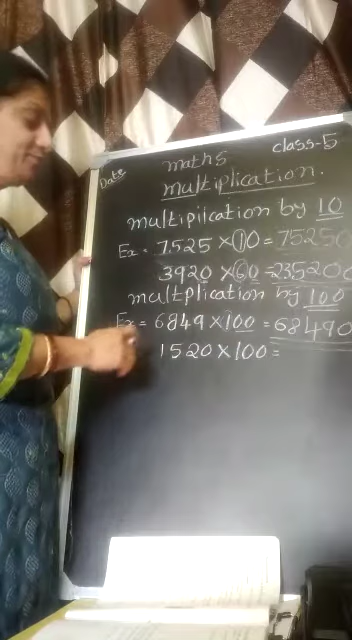 Date
maths
class-5
multiplication.
multiplication by 10
Ex = 7525 × 10 = 75250
3920 × 60 = 235200
multplication by 100
Ex = 6849 × 100 = 68490
1520 × 100 =